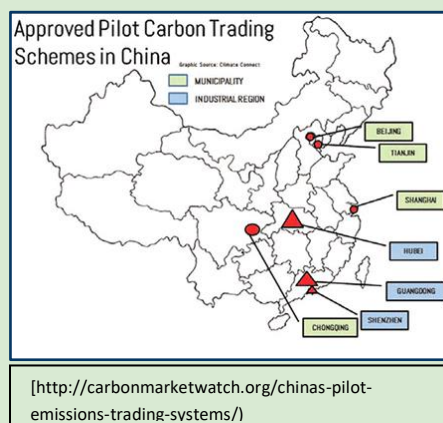 Approved Pilot Carbon Trading
Schemes in China
Graphic Source: Climate Connect
MUNICIPALITY
INDUSTRIAL REGION
BEIJING
TIANJIN
SHANGHAI
HUBEI
GUANGDONG
SHENZHEN
CHONGQING
[http://carbonmarketwatch.org/chinas-pilot-
emissions-trading-systems/)